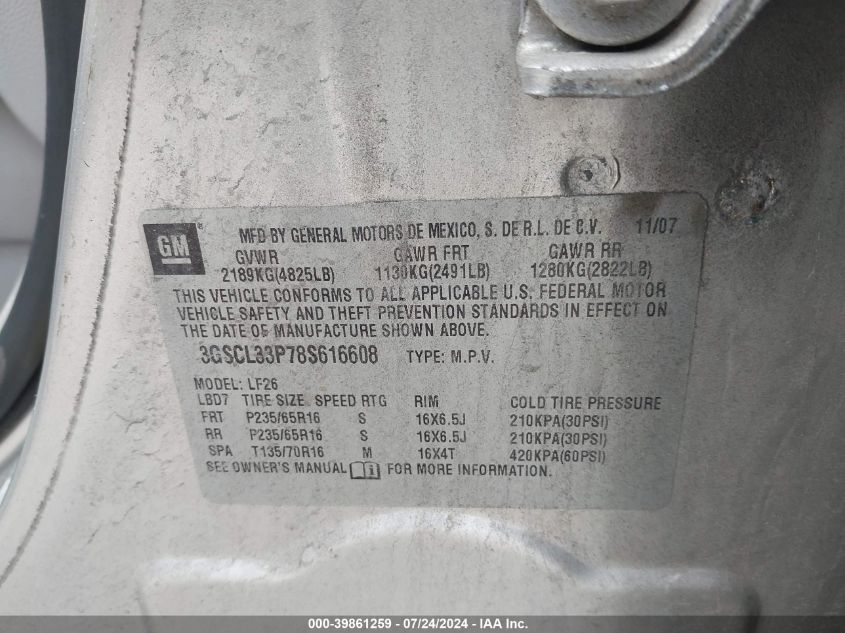 GM ® MFD BY GENERAL MOTORS DE MEXICO, S. DE R.L. DE C.V. 11/07
GVWR GAWR FRT GAWR RR
2189KG(4825LB) 1130KG(2491LB) 1280KG(2822LB)
THIS VEHICLE CONFORMS TO ALL APPLICABLE U.S. FEDERAL MOTOR
VEHICLE SAFETY AND THEFT PREVENTION STANDARDS IN EFFECT ON
THE DATE OF MANUFACTURE SHOWN ABOVE.
3GSCL33P78S616608 TYPE: M.P.V.
MODEL: LF26
LBD7 TIRE SIZE SPEED RTG RIM COLD TIRE PRESSURE
FRT P235/65R16 S 16X6.5J 210KPA(30PSI)
RR P235/65R16 S 16X6.5J 210KPA(30PSI)
SPA T135/70R16 M 16X4T 420KPA(60PSI)
SEE OWNER'S MANUAL FOR MORE INFORMATION.
000-39861259 - 07/24/2024 - IAA Inc.